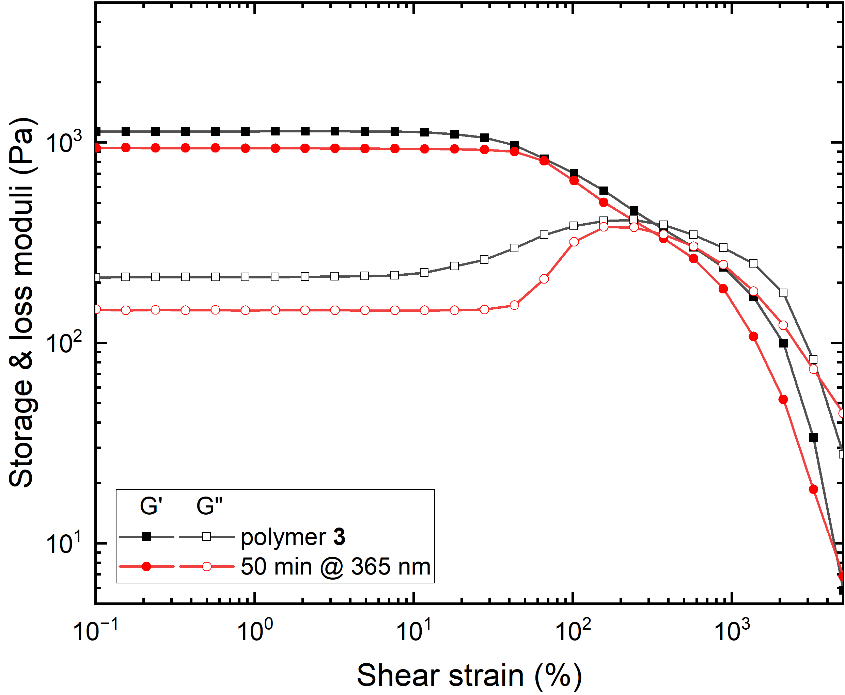 Storage & loss moduli (Pa)
10³
10²
10¹
G' G"
polymer 3
50 min @ 365 nm
10⁻¹ 10⁰ 10¹ 10² 10³
Shear strain (%)